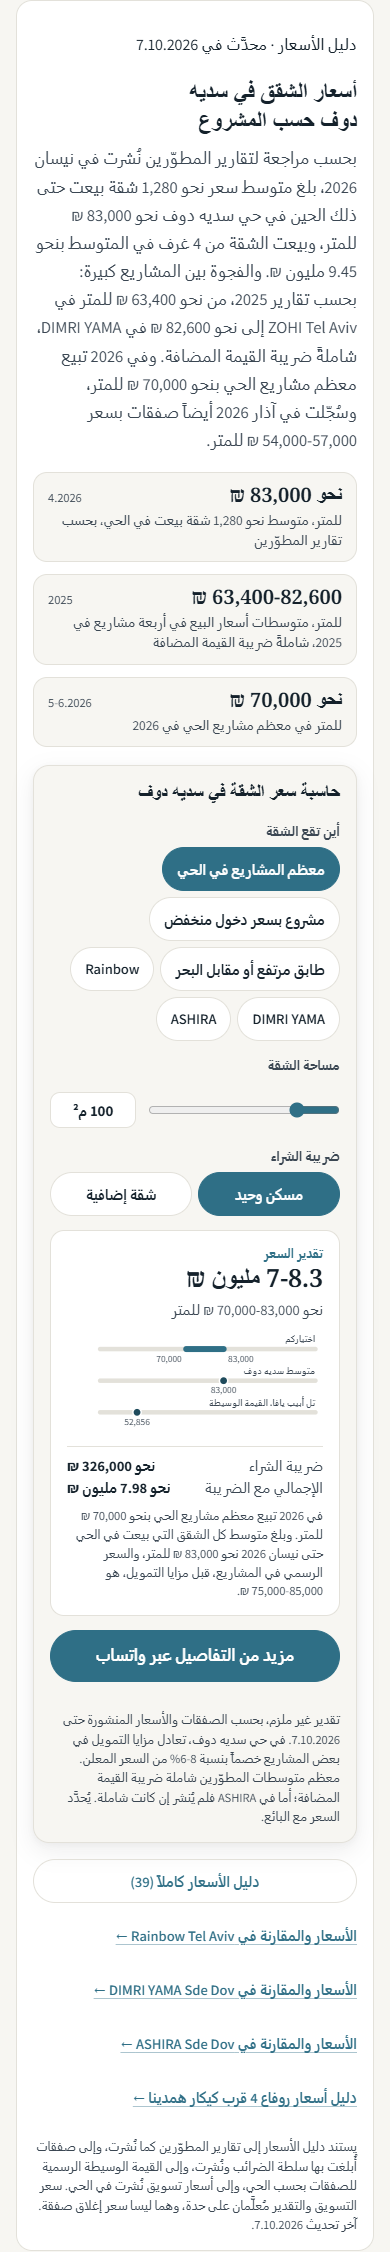 دليل الأسعار · محدَّث في 7.10.2026
أسعار الشقق في سديه
دوف حسب المشروع
بحسب مراجعة لتقارير المطوّرين نُشرت في نيسان
2026، بلغ متوسط سعر نحو 1,280 شقة بيعت حتى
ذلك الحين في حي سديه دوف نحو 83,000 ₪
للمتر، وبيعت الشقة من 4 غرف في المتوسط بنحو
9.45 مليون ₪. والفجوة بين المشاريع كبيرة:
بحسب تقارير 2025، من نحو 63,400 ₪ للمتر في
ZOHI Tel Aviv إلى نحو 82,600 ₪ في DIMRI YAMA،
شاملةً ضريبة القيمة المضافة. وفي 2026 تبيع
معظم مشاريع الحي بنحو 70,000 ₪ للمتر،
وسُجّلت في آذار 2026 أيضاً صفقات بسعر
54,000-57,000 ₪ للمتر.
نحو 83,000 ₪
4.2026
للمتر، متوسط نحو 1,280 شقة بيعت في الحي، بحسب
تقارير المطوّرين
63,400-82,600 ₪
2025
للمتر، متوسطات أسعار البيع في أربعة مشاريع في
2025، شاملةً ضريبة القيمة المضافة
نحو 70,000 ₪
5-6.2026
للمتر في معظم مشاريع الحي في 2026
حاسبة سعر الشقة في سديه دوف
أين تقع الشقة
معظم المشاريع في الحي
مشروع بسعر دخول منخفض
طابق مرتفع أو مقابل البحر
Rainbow
DIMRI YAMA
ASHIRA
مساحة الشقة
100 م²
ضريبة الشراء
مسكن وحيد
شقة إضافية
تقدير السعر
7-8.3 مليون ₪
نحو 70,000-83,000 ₪ للمتر
اختياركم
70,000
83,000
متوسط سديه دوف
83,000
تل أبيب يافا، القيمة الوسيطة
52,856
ضريبة الشراء
نحو 326,000 ₪
الإجمالي مع الضريبة
نحو 7.98 مليون ₪
في 2026 تبيع معظم مشاريع الحي بنحو 70,000 ₪
للمتر. وبلغ متوسط كل الشقق التي بيعت في الحي
حتى نيسان 2026 نحو 83,000 ₪ للمتر، والسعر
الرسمي في المشاريع، قبل مزايا التمويل، هو
75,000-85,000 ₪.
مزيد من التفاصيل عبر واتساب
تقدير غير ملزم، بحسب الصفقات والأسعار المنشورة حتى
7.10.2026. في حي سديه دوف، تعادل مزايا التمويل في
بعض المشاريع خصماً بنسبة 6-8% من السعر المعلن.
معظم متوسطات المطوّرين شاملة ضريبة القيمة
المضافة؛ أما في ASHIRA فلم يُنشر إن كانت شاملة. يُحدَّد
السعر مع البائع.
دليل الأسعار كاملاً (39)
الأسعار والمقارنة في Rainbow Tel Aviv ←
الأسعار والمقارنة في DIMRI YAMA Sde Dov ←
الأسعار والمقارنة في ASHIRA Sde Dov ←
دليل أسعار روفاع 4 قرب كيكار همدينا ←
يستند دليل الأسعار إلى تقارير المطوّرين كما نُشرت، وإلى صفقات
أُبلغت بها سلطة الضرائب ونُشرت، وإلى القيمة الوسيطة الرسمية
للصفقات بحسب الحي، وإلى أسعار تسويق نُشرت في الحي. سعر
التسويق والتقدير مُعلَّمان على حدة، وهما ليسا سعر إغلاق صفقة.
آخر تحديث 7.10.2026.